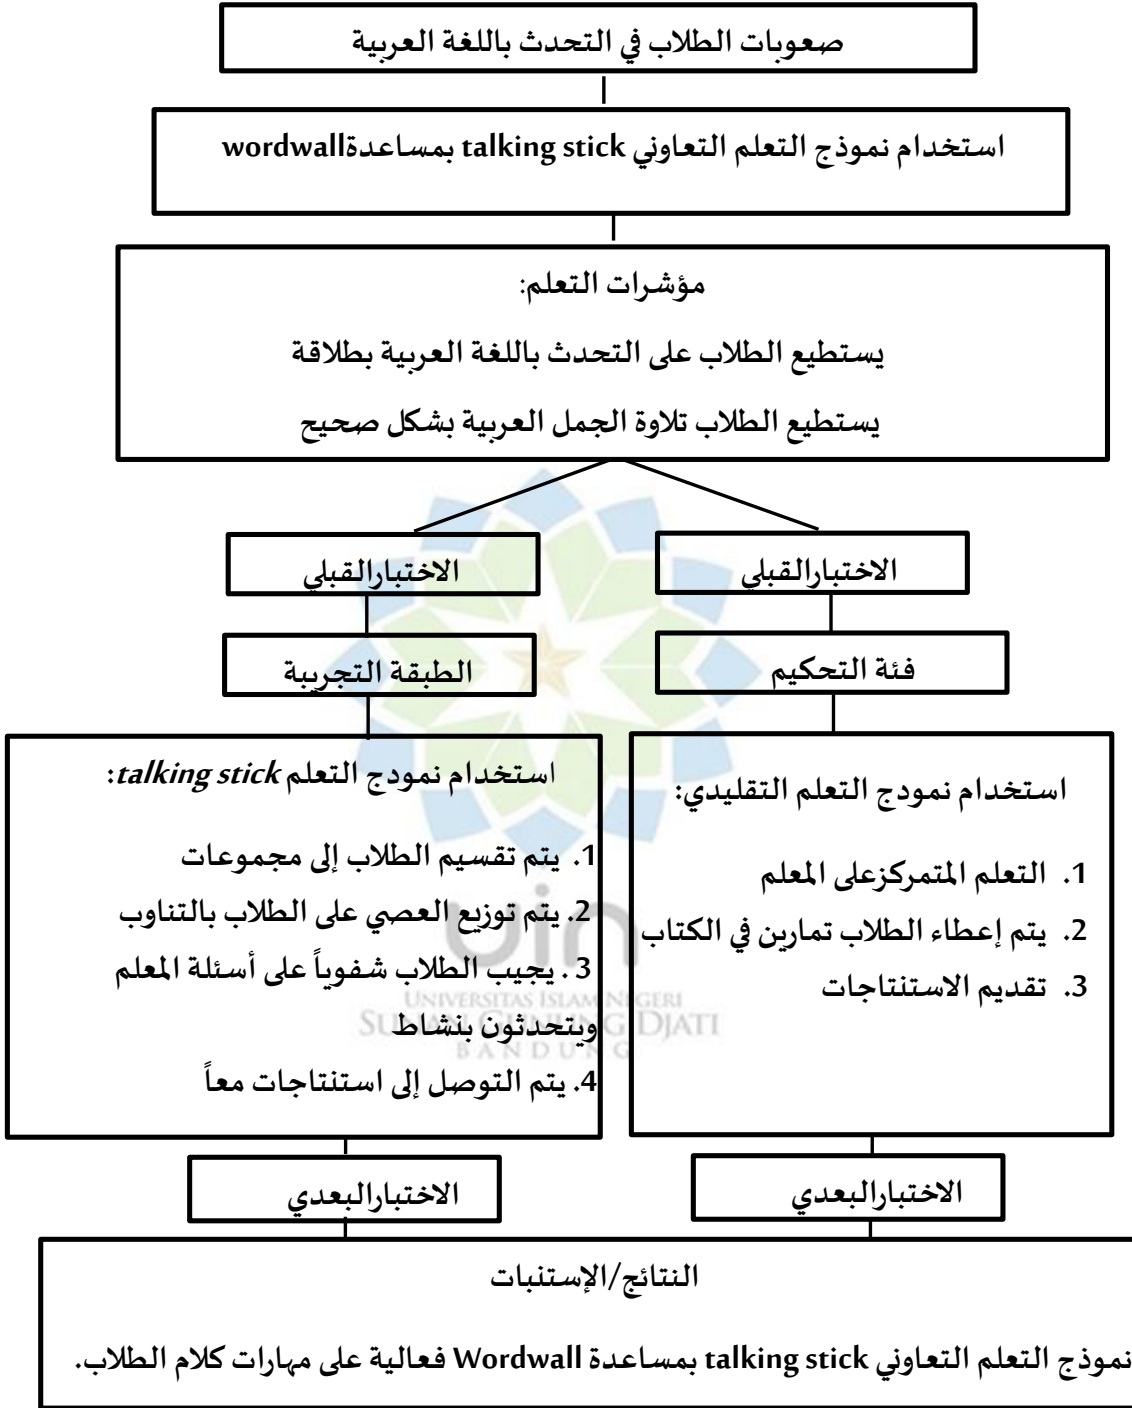 صعوبات الطلاب في التحدث باللغة العربية
استخدام نموذج التعلم التعاوني talking stick بمساعدةwordwall
مؤشرات التعلم:
يستطيع الطلاب على التحدث باللغة العربية بطلاقة
يستطيع الطلاب تلاوة الجمل العربية بشكل صحيح
الاختبارالقبلي
الاختبارالقبلي
فئة التحكيم
الطبقة التجريبة
استخدام نمودج التعلم التقليدي:
1. التعلم المتمركزعلى المعلم
2. يتم إعطاء الطلاب تمارين في الكتاب
3. تقديم الاستنتاجات
استخدام نمودج التعلم talking stick:
1. يتم تقسيم الطلاب إلى مجموعات
2. يتم توزيع العصي على الطلاب بالتناوب
3. يجيب الطلاب شفوياً على أسئلة المعلم
ويتحدثون بنشاط
4. يتم التوصل إلى استنتاجات معاً
uin
UNIVERSITAS ISLAM NEGERI
SUNAN GUNUNG DJATI
BANDUNG
الاختبارالبعدي
الاختبارالبعدي
النتائج/الإستنبات
نموذج التعلم التعاوني talking stick بمساعدة Wordwall فعالية على مهارات كلام الطلاب.